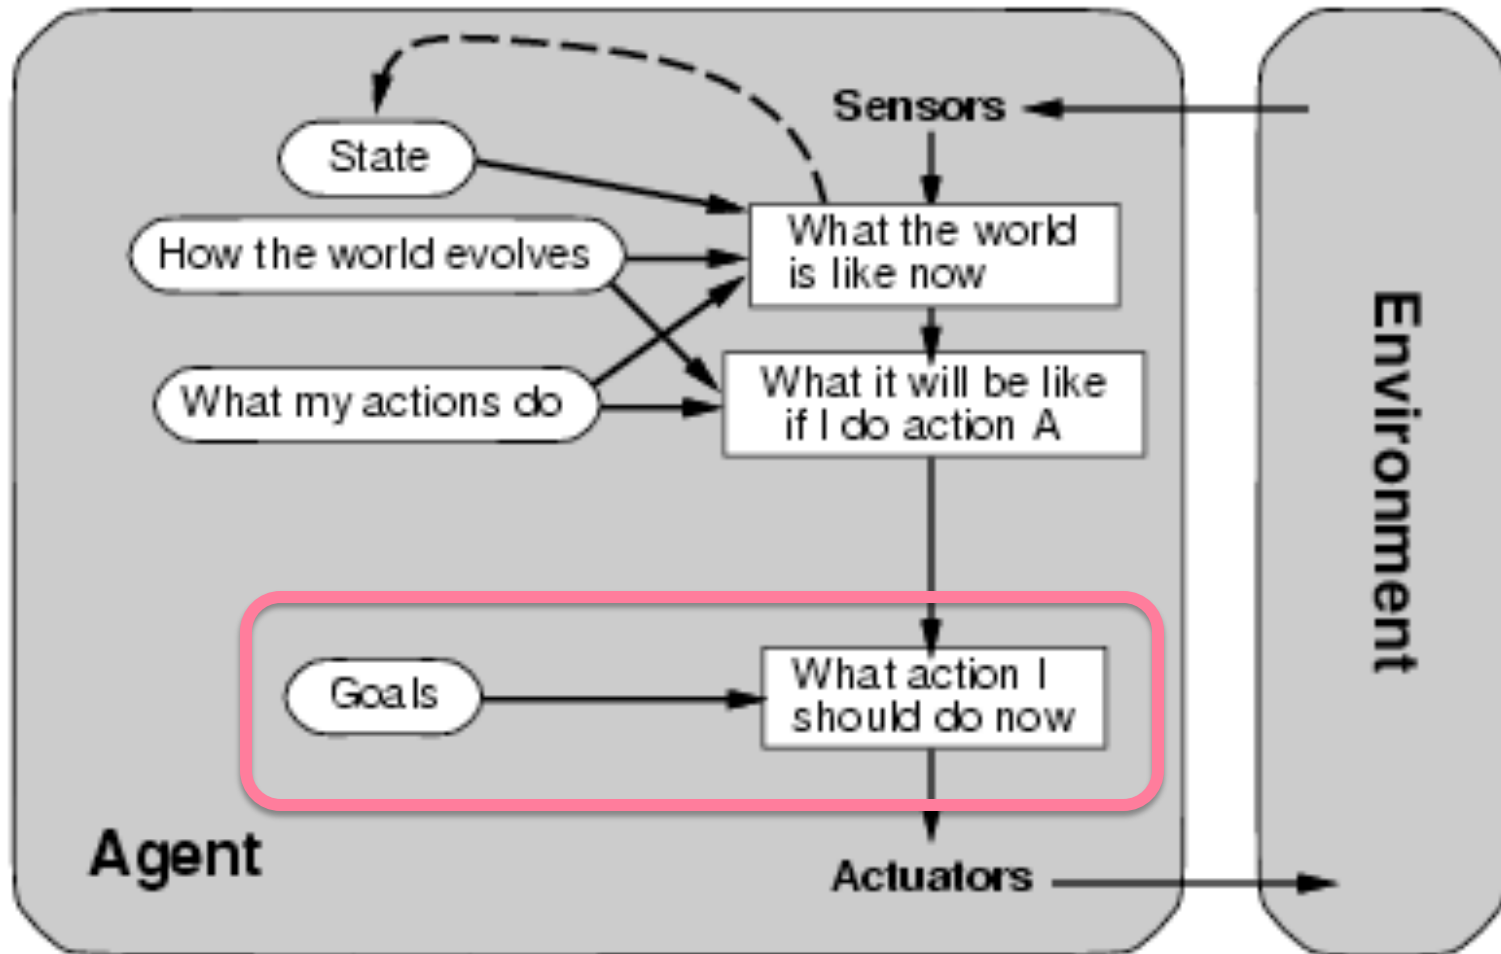 Sensors
State
What the world
is like now
How the world evolves
What it will be like
if I do action A
What my actions do
Environment
Goals
What action I
should do now
Agent
Actuators